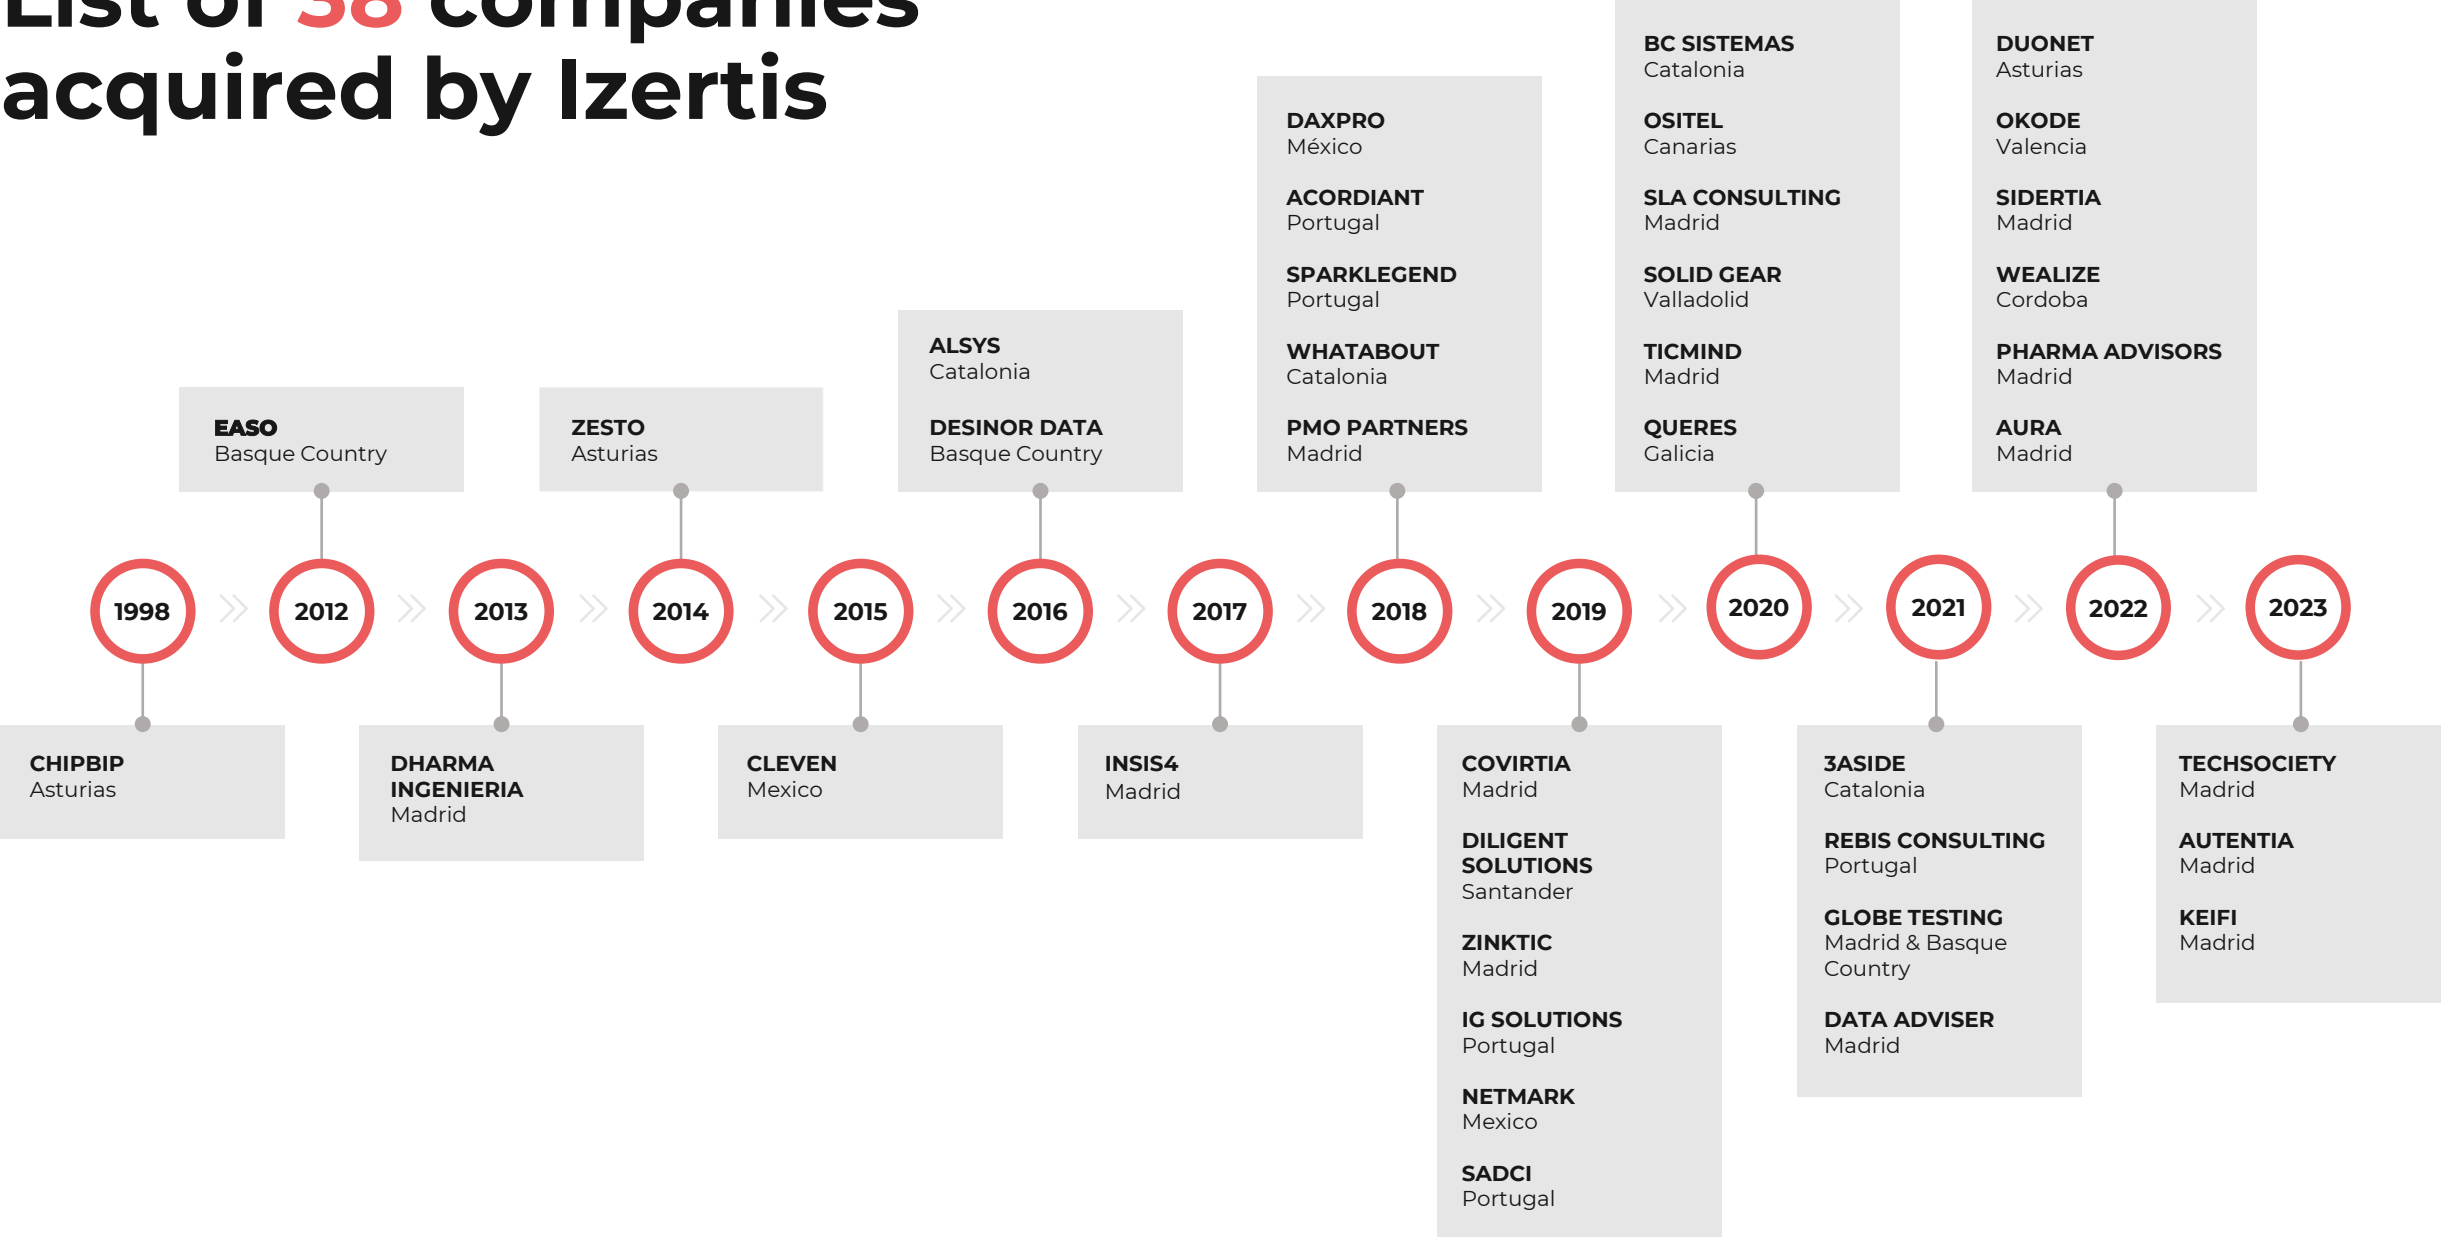 List of 38 companies
acquired by Izertis
BC SISTEMAS
Catalonia
OSITEL
Canarias
SLA CONSULTING
Madrid
SOLID GEAR
Valladolid
TICMIND
Madrid
QUERES
Galicia
DUONET
Asturias
OKODE
Valencia
SIDERTIA
Madrid
WEALIZE
Cordoba
PHARMA ADVISORS
Madrid
AURA
Madrid
DAXPRO
México
ACORDIANT
Portugal
SPARKLEGEND
Portugal
WHATABOUT
Catalonia
PMO PARTNERS
Madrid
ALSYS
Catalonia
DESINOR DATA
Basque Country
EASO
Basque Country
ZESTO
Asturias
1998
2012
2013
2014
2015
2016
2017
2018
2019
2020
2021
2022
2023
CHIPBIP
Asturias
DHARMA
INGENIERIA
Madrid
CLEVEN
Mexico
INSIS4
Madrid
COVIRTIA
Madrid
DILIGENT
SOLUTIONS
Santander
ZINKTIC
Madrid
IG SOLUTIONS
Portugal
NETMARK
Mexico
SADCI
Portugal
3ASIDE
Catalonia
REBIS CONSULTING
Portugal
GLOBE TESTING
Madrid & Basque
Country
DATA ADVISER
Madrid
TECHSOCIETY
Madrid
AUTENTIA
Madrid
KEIFI
Madrid